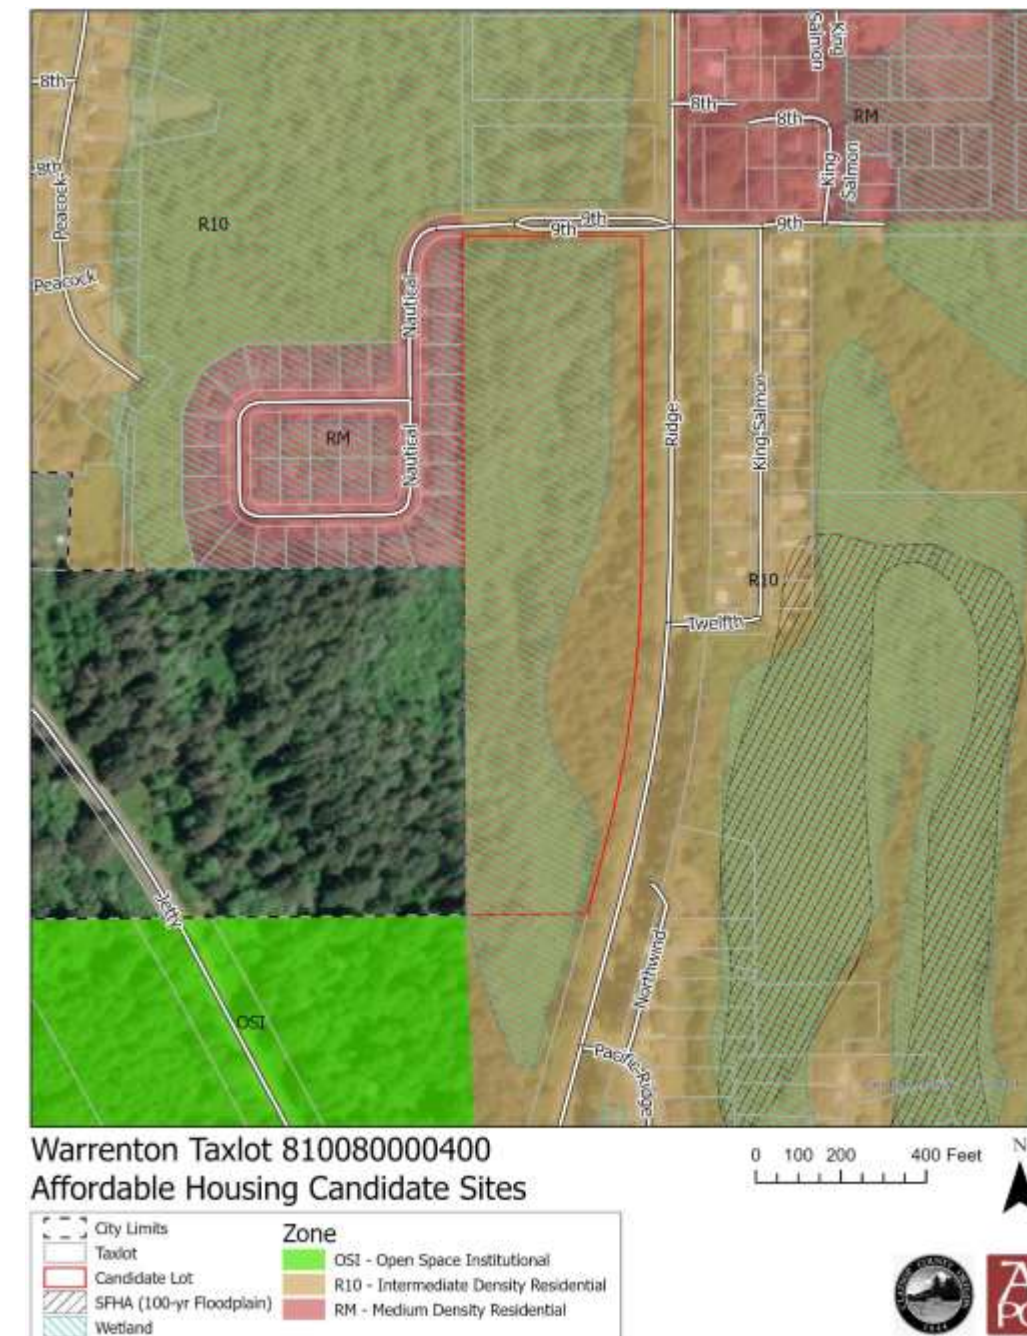 8th
8th
Peacock
Peacock
R10
King
Salmon
8th
8th
RM
King
Salmon
9th
9th
9th
Nautical
Nautical
RM
Ridge
King Salmon
R10
Twelfth
Jetty
OSI
Northwind
Pacific Ridge
Warrenton Taxlot 810080000400
Affordable Housing Candidate Sites
0 100 200 400 Feet
N
City Limits
Taxlot
Candidate Lot
SFHA (100-yr Floodplain)
Wetland
Zone
OSI - Open Space Institutional
R10 - Intermediate Density Residential
RM - Medium Density Residential